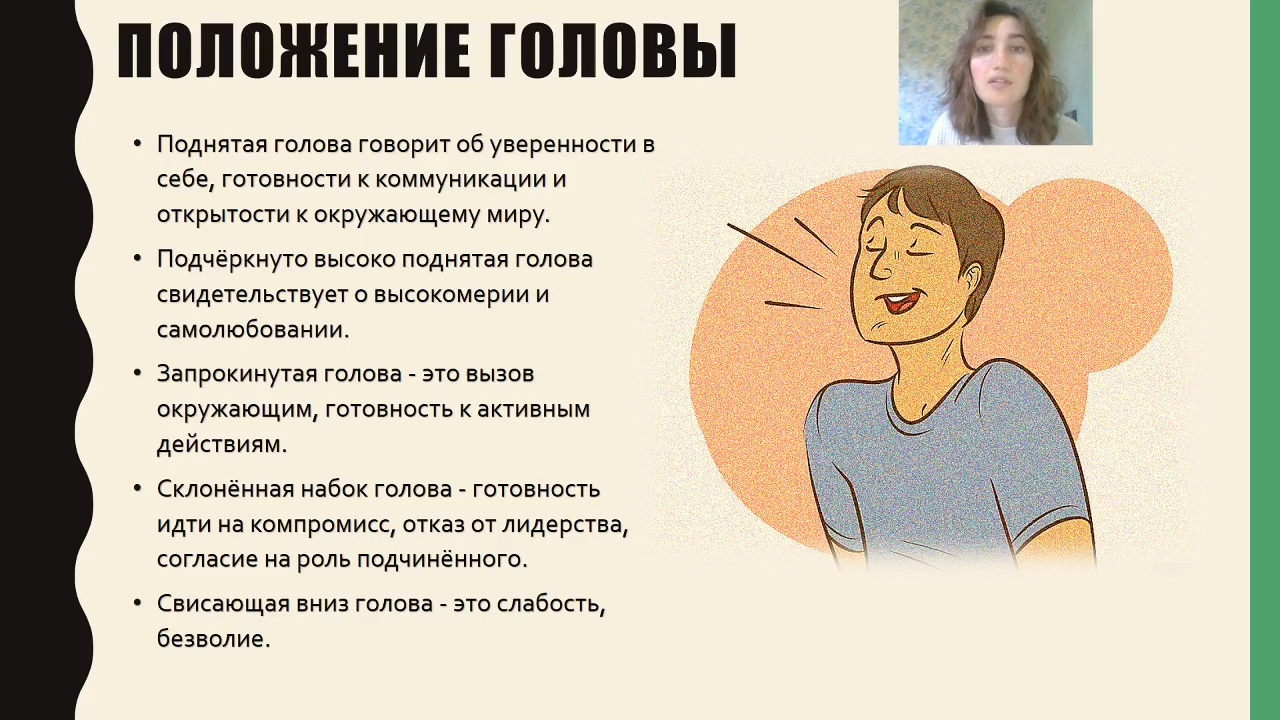 ПОЛОЖЕНИЕ ГОЛОВЫ
• Поднятая голова говорит об уверенности в
себе, готовности к коммуникации и
открытости к окружающему миру.
• Подчёркнуто высоко поднятая голова
свидетельствует о высокомерии и
самолюбовании.
• Запрокинутая голова - это вызов
окружающим, готовность к активным
действиям.
• Склонённая набок голова - готовность
идти на компромисс, отказ от лидерства,
согласие на роль подчинённого.
• Свисающая вниз голова - это слабость,
безволие.